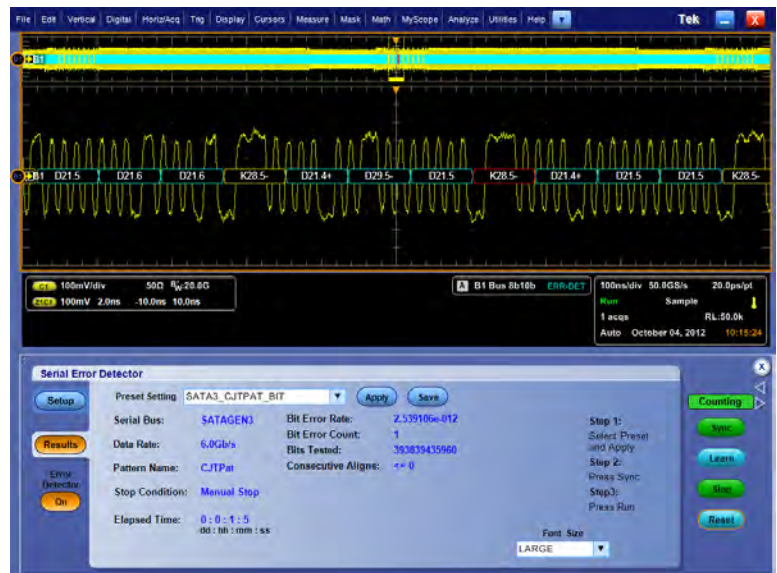 File Edit Vertical Digital Horiz/Acq Trig Display Cursors Measure Mask Math MyScope Analyze Utilities Help Tek X
B1
B1 D21.5 D21.6 D21.6 K28.5- D21.4+ D29.5- D21.5 K28.5- D21.4+ D21.5 D21.5 K28.5-
C1 100mV/div 50Ω BW:20.0G
Z1C1 100mV 2.0ns -10.0ns 10.0ns
A B1 Bus 8b10b ERR-DET
100ns/div 50.0GS/s 20.0ps/pt
Run Sample
1 acqs RL:50.0k
Auto October 04, 2012 10:15:24
Serial Error Detector
Setup
Results
Error Detector
On
Preset Setting SATA3_CJTPAT_BIT Apply Save
Serial Bus: SATAGEN3
Data Rate: 6.0Gb/s
Pattern Name: CJTPat
Stop Condition: Manual Stop
Elapsed Time: 0:0:1:5
dd : hh : mm : ss
Bit Error Rate: 2.539106e-012
Bit Error Count: 1
Bits Tested: 393839435960
Consecutive Aligns: <= 0
Step 1:
Select Preset
and Apply
Step 2:
Press Sync
Step3:
Press Run
Font Size
LARGE
Counting
Sync
Learn
Stop
Reset